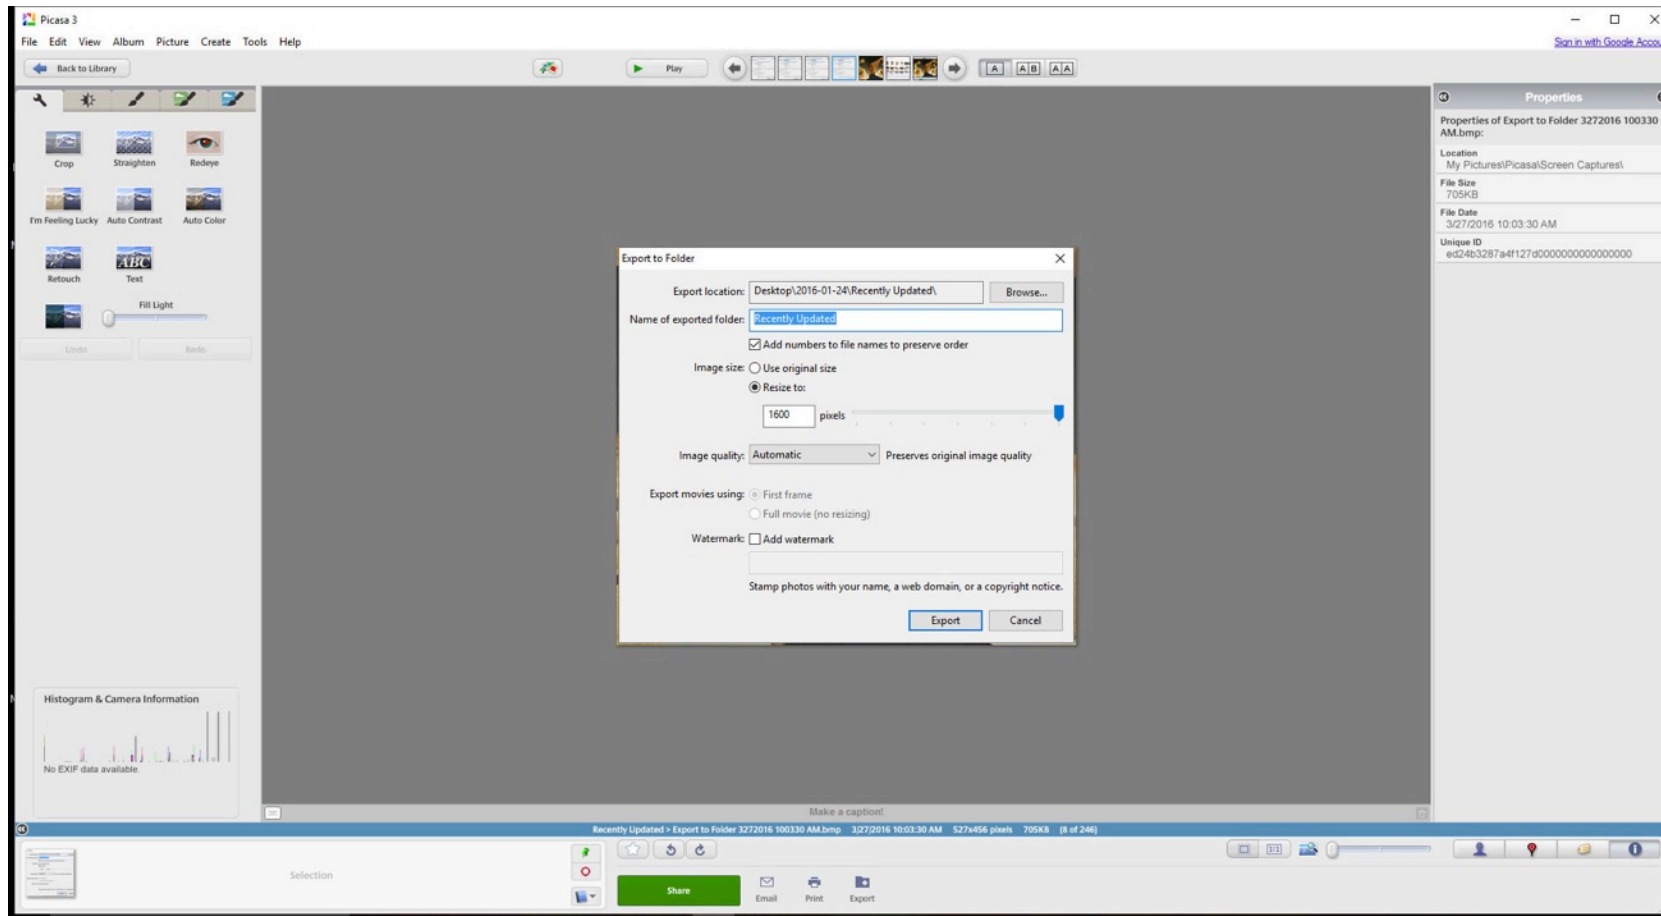 Picasa 3
File Edit View Album Picture Create Tools Help
Sign in with Google Accou
Back to Library
Play
A
A B
A A
Crop
Straighten
Redeye
I'm Feeling Lucky
Auto Contrast
Auto Color
Retouch
ABC
Text
Fill Light
Undo
Redo
Histogram & Camera Information
No EXIF data available.
Export to Folder
Export location: Desktop\2016-01-24\Recently Updated\ Browse...
Name of exported folder: Recently Updated
Add numbers to file names to preserve order
Image size: Use original size
Resize to:
1600 pixels
Image quality: Automatic Preserves original image quality
Export movies using: First frame
Full movie (no resizing)
Watermark: Add watermark
Stamp photos with your name, a web domain, or a copyright notice.
Export Cancel
Properties
Properties of Export to Folder 3272016 100330
AM.bmp:
Location
My Pictures\Picasa\Screen Captures\
File Size
705KB
File Date
3/27/2016 10:03:30 AM
Unique ID
ed24b3287a4f127d0000000000000000
Make a caption!
Recently Updated > Export to Folder 3272016 100330 AM.bmp 3/27/2016 10:03:30 AM 527x456 pixels 705KB (8 of 246)
Selection
1:1
Share
Email
Print
Export